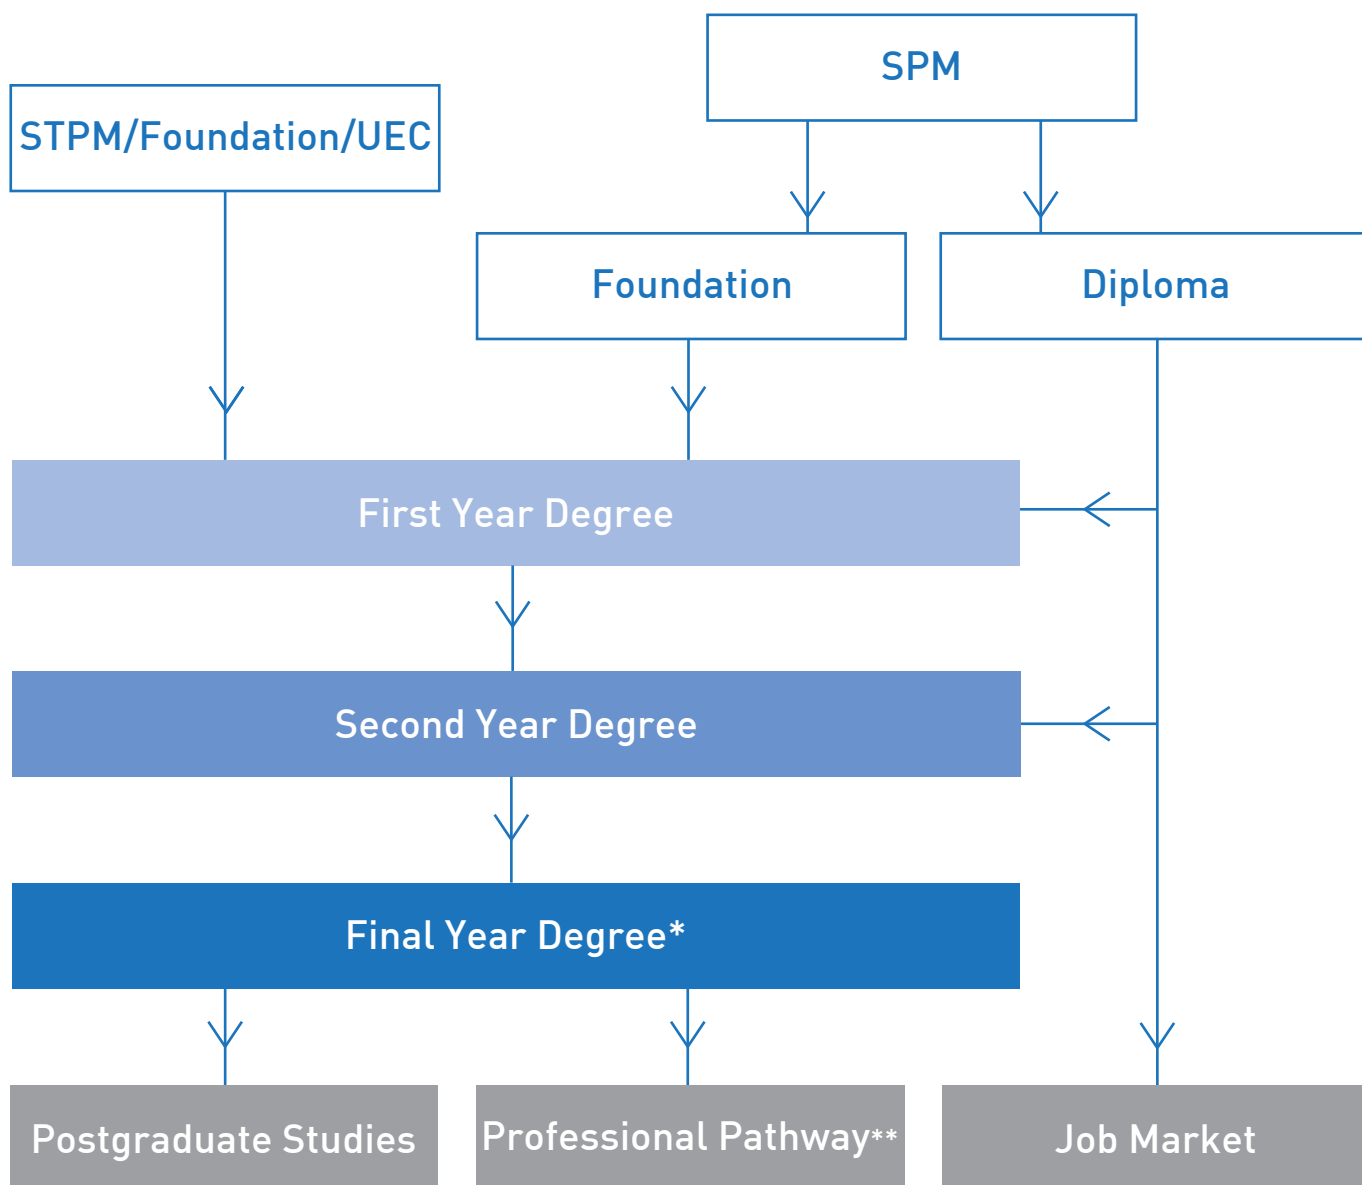 SPM
STPM/Foundation/UEC
Foundation
Diploma
First Year Degree
Second Year Degree
Final Year Degree*
Postgraduate Studies
Professional Pathway**
Job Market